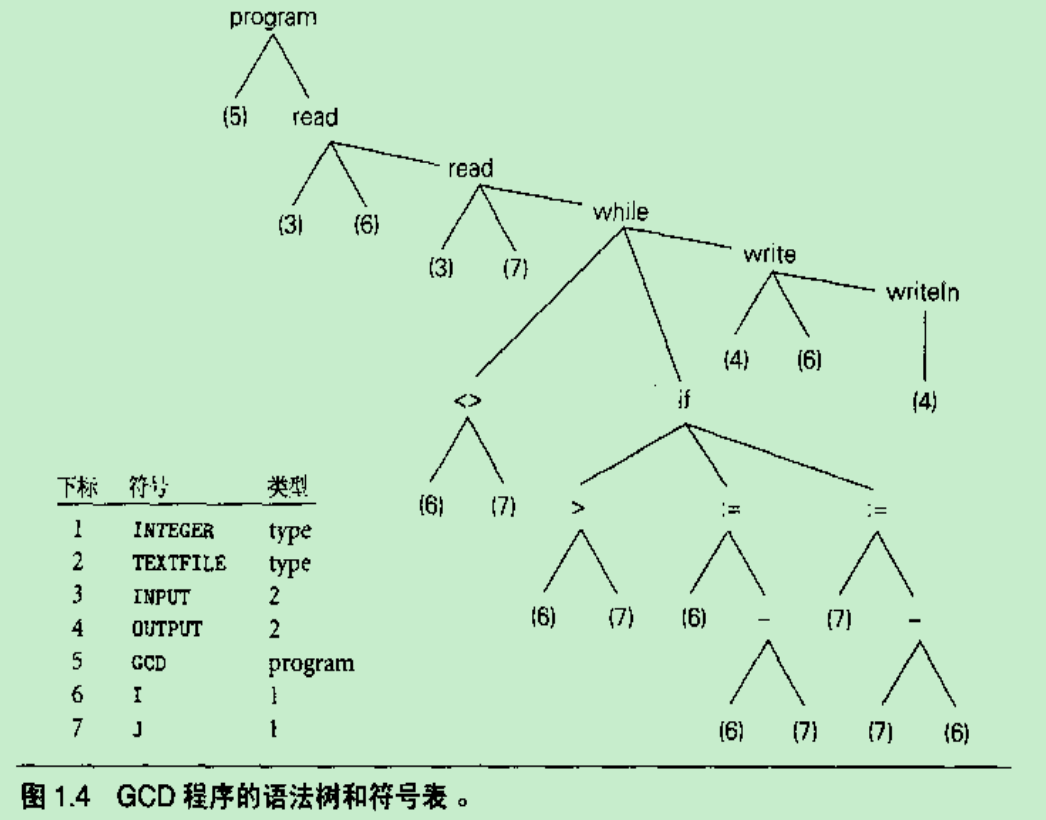 program
(5) read
read
(3) (6)
while
(3) (7)
write
writeln
(4) (6)
<> if
(4)
(6) (7)
> := :=
(6) (7) (6) - (7) -
(6) (7) (7) (6)
下标 符号 类型
1 INTEGER type
2 TEXTFILE type
3 INPUT 2
4 OUTPUT 2
5 GCD program
6 I 1
7 J 1
图 1.4 GCD 程序的语法树和符号表。